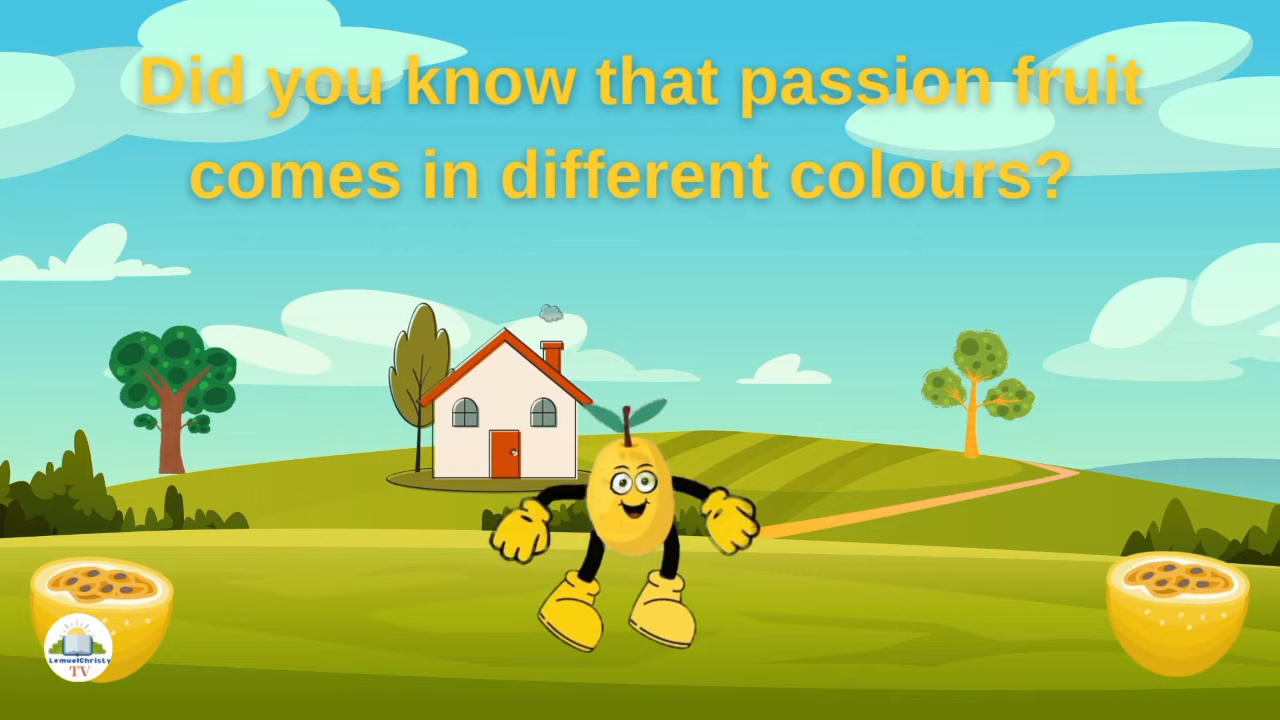 Did you know that passion fruit
comes in different colours?
LemuelChristy
TV